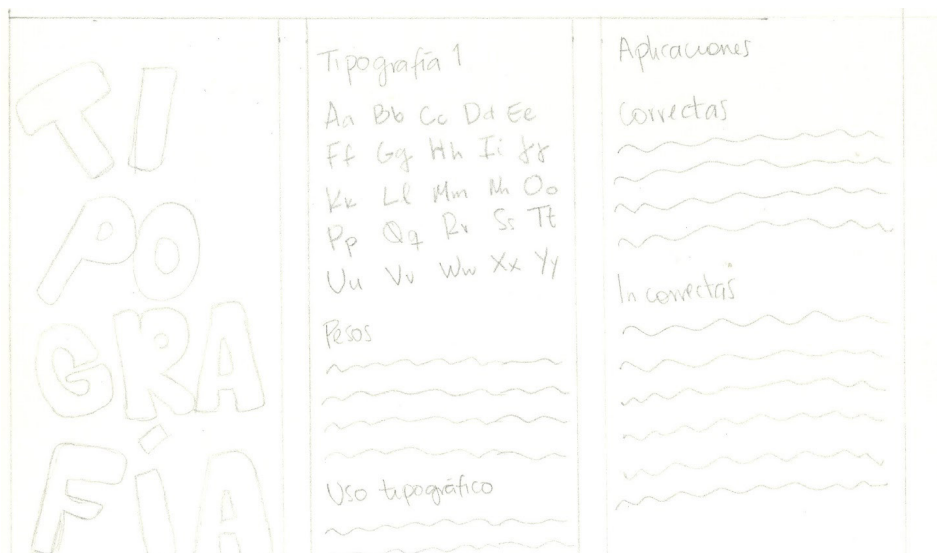 TI
PO
GRA
FÍA
Tipografía 1
Aa Bb Cc Dd Ee
Ff Gg Hh Ii Jj
Kk Ll Mm Nn Oo
Pp Qq Rr Ss Tt
Uu Vv Ww Xx Yy
Pesos
Uso tipográfico
Aplicaciones
Correctas
Incorrectas